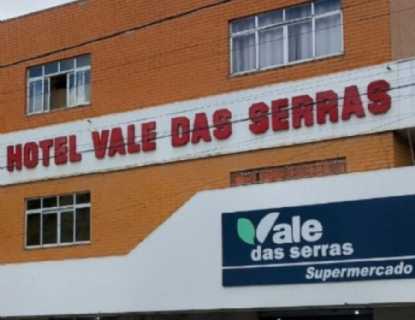 HOTEL VALE DAS SERRAS
Vale
das serras
Supermercado